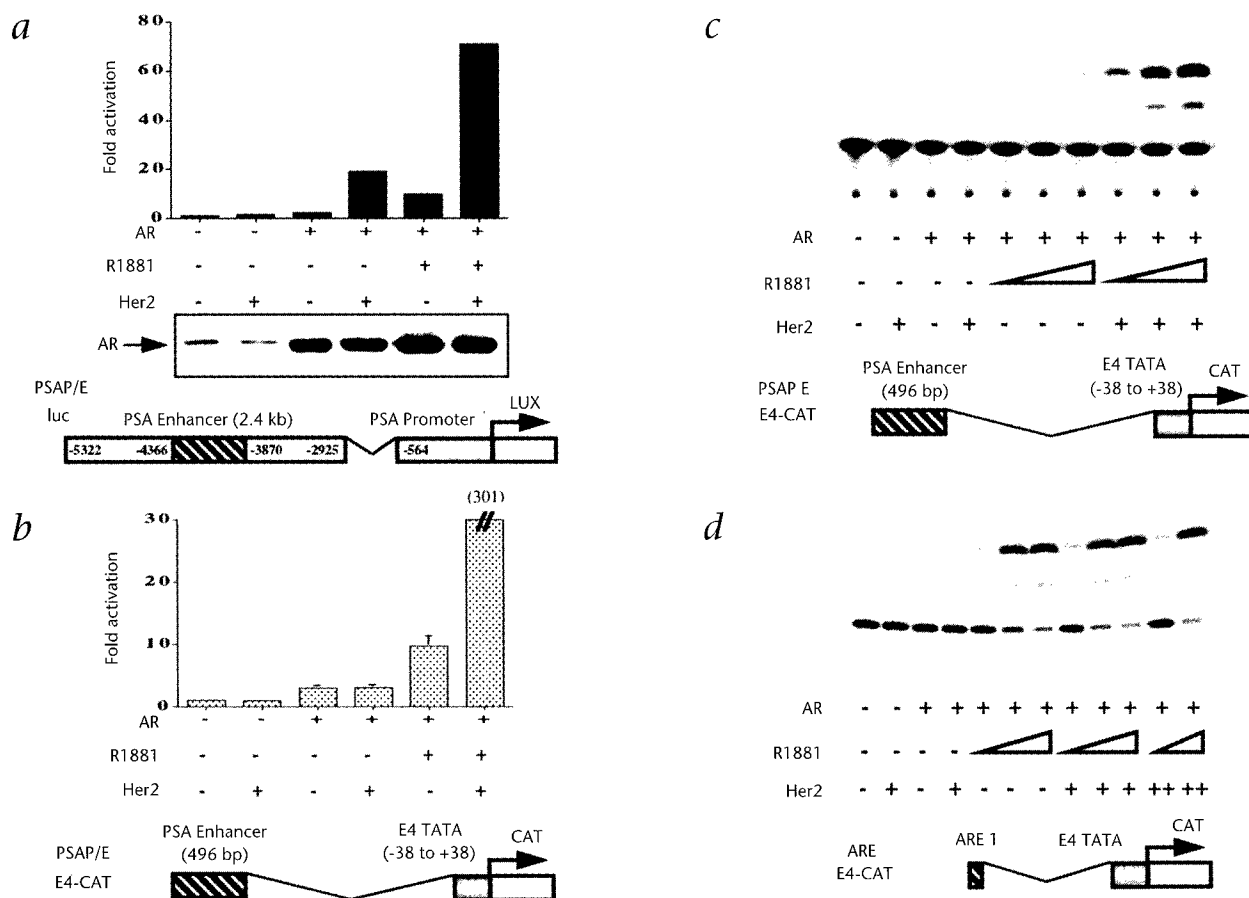 a
80
60
40
20
0
Fold activation
AR - - + + + +
R1881 - - - - + +
Her2 - + - + - +
AR
PSAP/E
luc
PSA Enhancer (2.4 kb)
PSA Promoter
LUX
-5322 -4366 -3870 -2925 -564
b
(301)
30
20
10
0
Fold activation
AR - - + + + +
R1881 - - - - + +
Her2 - + - + - +
PSAP/E
E4-CAT
PSA Enhancer
(496 bp)
E4 TATA
(-38 to +38)
CAT
c
AR - - + + + + + + + +
R1881 - - - -
Her2 - + - + - - - + + +
PSAP E
E4-CAT
PSA Enhancer
(496 bp)
E4 TATA
(-38 to +38)
CAT
d
AR - - + + + + + + + + + +
R1881 - - - -
Her2 - + - + - - - + + + ++ ++
ARE
E4-CAT
ARE 1
E4 TATA
CAT